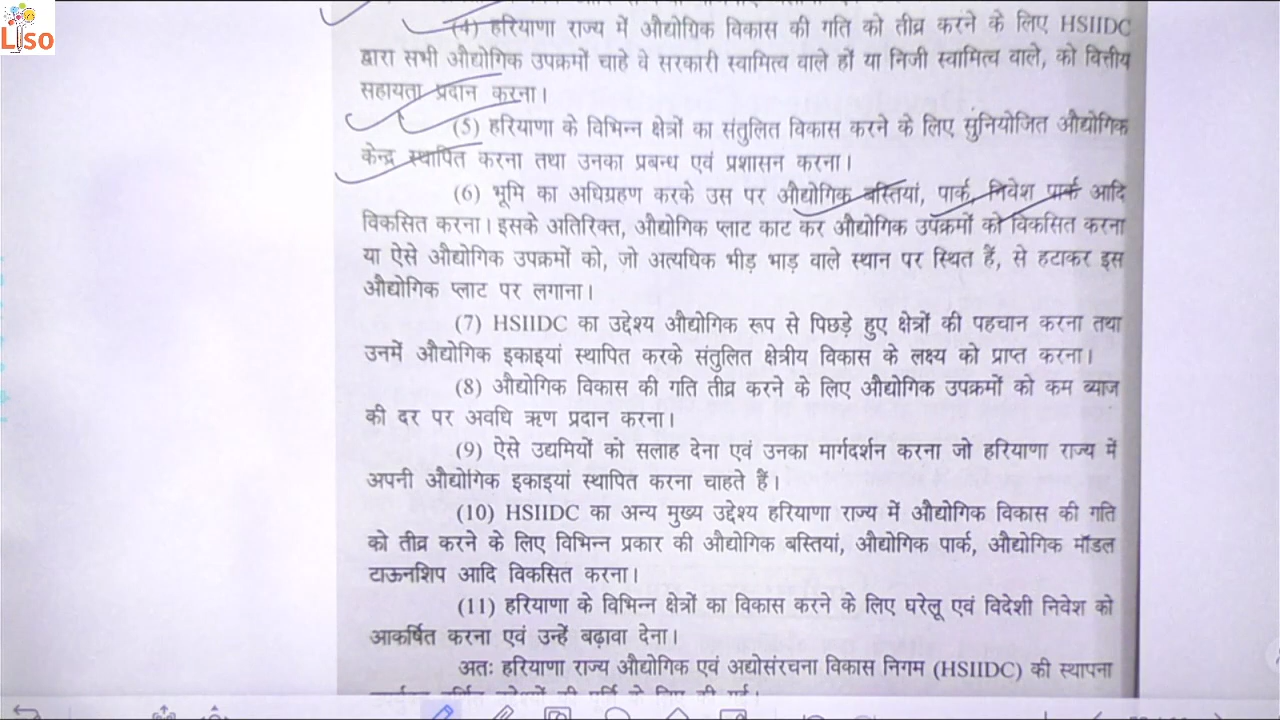 Liso
(4) हरियाणा राज्य में औद्योगिक विकास की गति को तीव्र करने के लिए HSIIDC
द्वारा सभी औद्योगिक उपक्रमों चाहे वे सरकारी स्वामित्व वाले हों या निजी स्वामित्व वाले, को वित्तीय
सहायता प्रदान करना।
(5) हरियाणा के विभिन्न क्षेत्रों का संतुलित विकास करने के लिए सुनियोजित औद्योगिक
केन्द्र स्थापित करना तथा उनका प्रबन्ध एवं प्रशासन करना।
(6) भूमि का अधिग्रहण करके उस पर औद्योगिक बस्तियां, पार्क, निवेश पार्क आदि
विकसित करना। इसके अतिरिक्त, औद्योगिक प्लाट काट कर औद्योगिक उपक्रमों को विकसित करना
या ऐसे औद्योगिक उपक्रमों को, जो अत्यधिक भीड़ भाड़ वाले स्थान पर स्थित हैं, से हटाकर इस
औद्योगिक प्लाट पर लगाना।
(7) HSIIDC का उद्देश्य औद्योगिक रूप से पिछड़े हुए क्षेत्रों की पहचान करना तथा
उनमें औद्योगिक इकाइयां स्थापित करके संतुलित क्षेत्रीय विकास के लक्ष्य को प्राप्त करना।
(8) औद्योगिक विकास की गति तीव्र करने के लिए औद्योगिक उपक्रमों को कम ब्याज
की दर पर अवधि ऋण प्रदान करना।
(9) ऐसे उद्यमियों को सलाह देना एवं उनका मार्गदर्शन करना जो हरियाणा राज्य में
अपनी औद्योगिक इकाइयां स्थापित करना चाहते हैं।
(10) HSIIDC का अन्य मुख्य उद्देश्य हरियाणा राज्य में औद्योगिक विकास की गति
को तीव्र करने के लिए विभिन्न प्रकार की औद्योगिक बस्तियां, औद्योगिक पार्क, औद्योगिक मॉडल
टाऊनशिप आदि विकसित करना।
(11) हरियाणा के विभिन्न क्षेत्रों का विकास करने के लिए घरेलू एवं विदेशी निवेश को
आकर्षित करना एवं उन्हें बढ़ावा देना।
अतः हरियाणा राज्य औद्योगिक एवं अद्योसंरचना विकास निगम (HSIIDC) की स्थापना